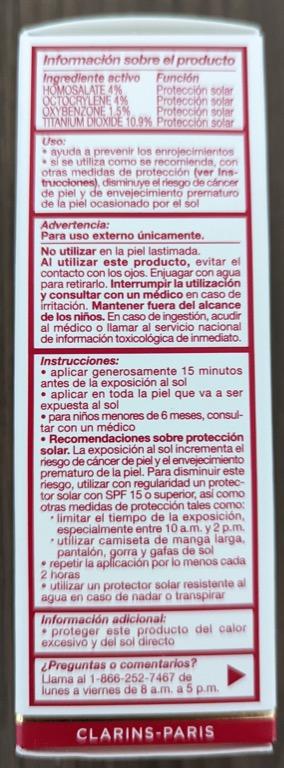 Información sobre el producto
Ingrediente activo Función
HOMOSALATE 4% Protección solar
OCTOCRYLENE 4% Protección solar
OXYBENZONE 1.5% Protección solar
TITANIUM DIOXIDE 10.9% Protección solar
Uso:
• ayuda a prevenir los enrojecimientos
• si se utiliza como se recomienda, con
otras medidas de protección (ver Ins-
trucciones), disminuye el riesgo de cáncer
de piel y de envejecimiento prematuro
de la piel ocasionado por el sol
Advertencia:
Para uso externo únicamente.
No utilizar en la piel lastimada.
Al utilizar este producto, evitar el
contacto con los ojos. Enjuagar con agua
para retirarlo. Interrumpir la utilización
y consultar con un médico en caso de
irritación. Mantener fuera del alcance
de los niños. En caso de ingestión, acudir
al médico o llamar al servicio nacional
de información toxicológica de inmediato.
Instrucciones:
• aplicar generosamente 15 minutos
antes de la exposición al sol
• aplicar en toda la piel que va a ser
expuesta al sol
• para niños menores de 6 meses, consul-
tar con un médico
• Recomendaciones sobre protección
solar. La exposición al sol incrementa el
riesgo de cáncer de piel y el envejecimiento
prematuro de la piel. Para disminuir este
riesgo, utilizar con regularidad un protec-
tor solar con SPF 15 o superior, así como
otras medidas de protección tales como:
• limitar el tiempo de la exposición,
especialmente entre 10 a.m. y 2 p.m.
• utilizar camiseta de manga larga,
pantalón, gorra y gafas de sol
• repetir la aplicación por lo menos cada
2 horas
• utilizar un protector solar resistente al
agua en caso de nadar o transpirar
Información adicional:
• proteger este producto del calor
excesivo y del sol directo
¿Preguntas o comentarios?
Llama al 1-866-252-7467 de
lunes a viernes de 8 a.m. a 5 p.m.
CLARINS-PARIS